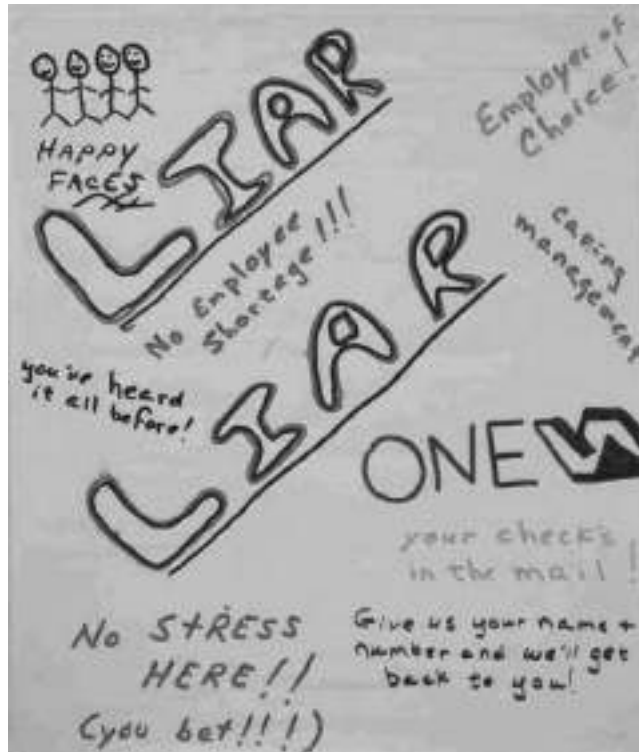 HAPPY
FACES
LIAR
Employer of
Choice!
No Employee
Shortage!!!
caring
management
LIAR
you've heard
it all before!
ONE
your check's
in the mail!
No StRESS
HERE!!
(you bet!!!)
Give us your name +
number and we'll get
back to you!